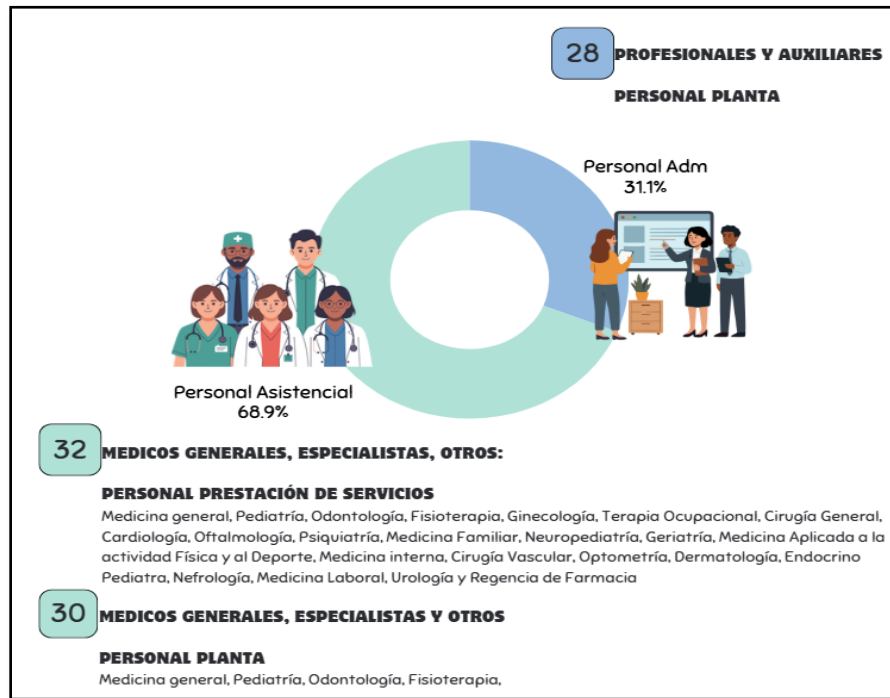 28 PROFESIONALES Y AUXILIARES
PERSONAL PLANTA
Personal Adm
31.1%
Personal Asistencial
68.9%
32 MEDICOS GENERALES, ESPECIALISTAS, OTROS:
PERSONAL PRESTACIÓN DE SERVICIOS
Medicina general, Pediatría, Odontología, Fisioterapia, Ginecología, Terapia Ocupacional, Cirugía General,
Cardiología, Oftalmología, Psiquiatría, Medicina Familiar, Neuropediatría, Geriatría, Medicina Aplicada a la
actividad Física y al Deporte, Medicina interna, Cirugía Vascular, Optometría, Dermatología, Endocrino
Pediatra, Nefrología, Medicina Laboral, Urología y Regencia de Farmacia
30 MEDICOS GENERALES, ESPECIALISTAS Y OTROS
PERSONAL PLANTA
Medicina general, Pediatría, Odontología, Fisioterapia,